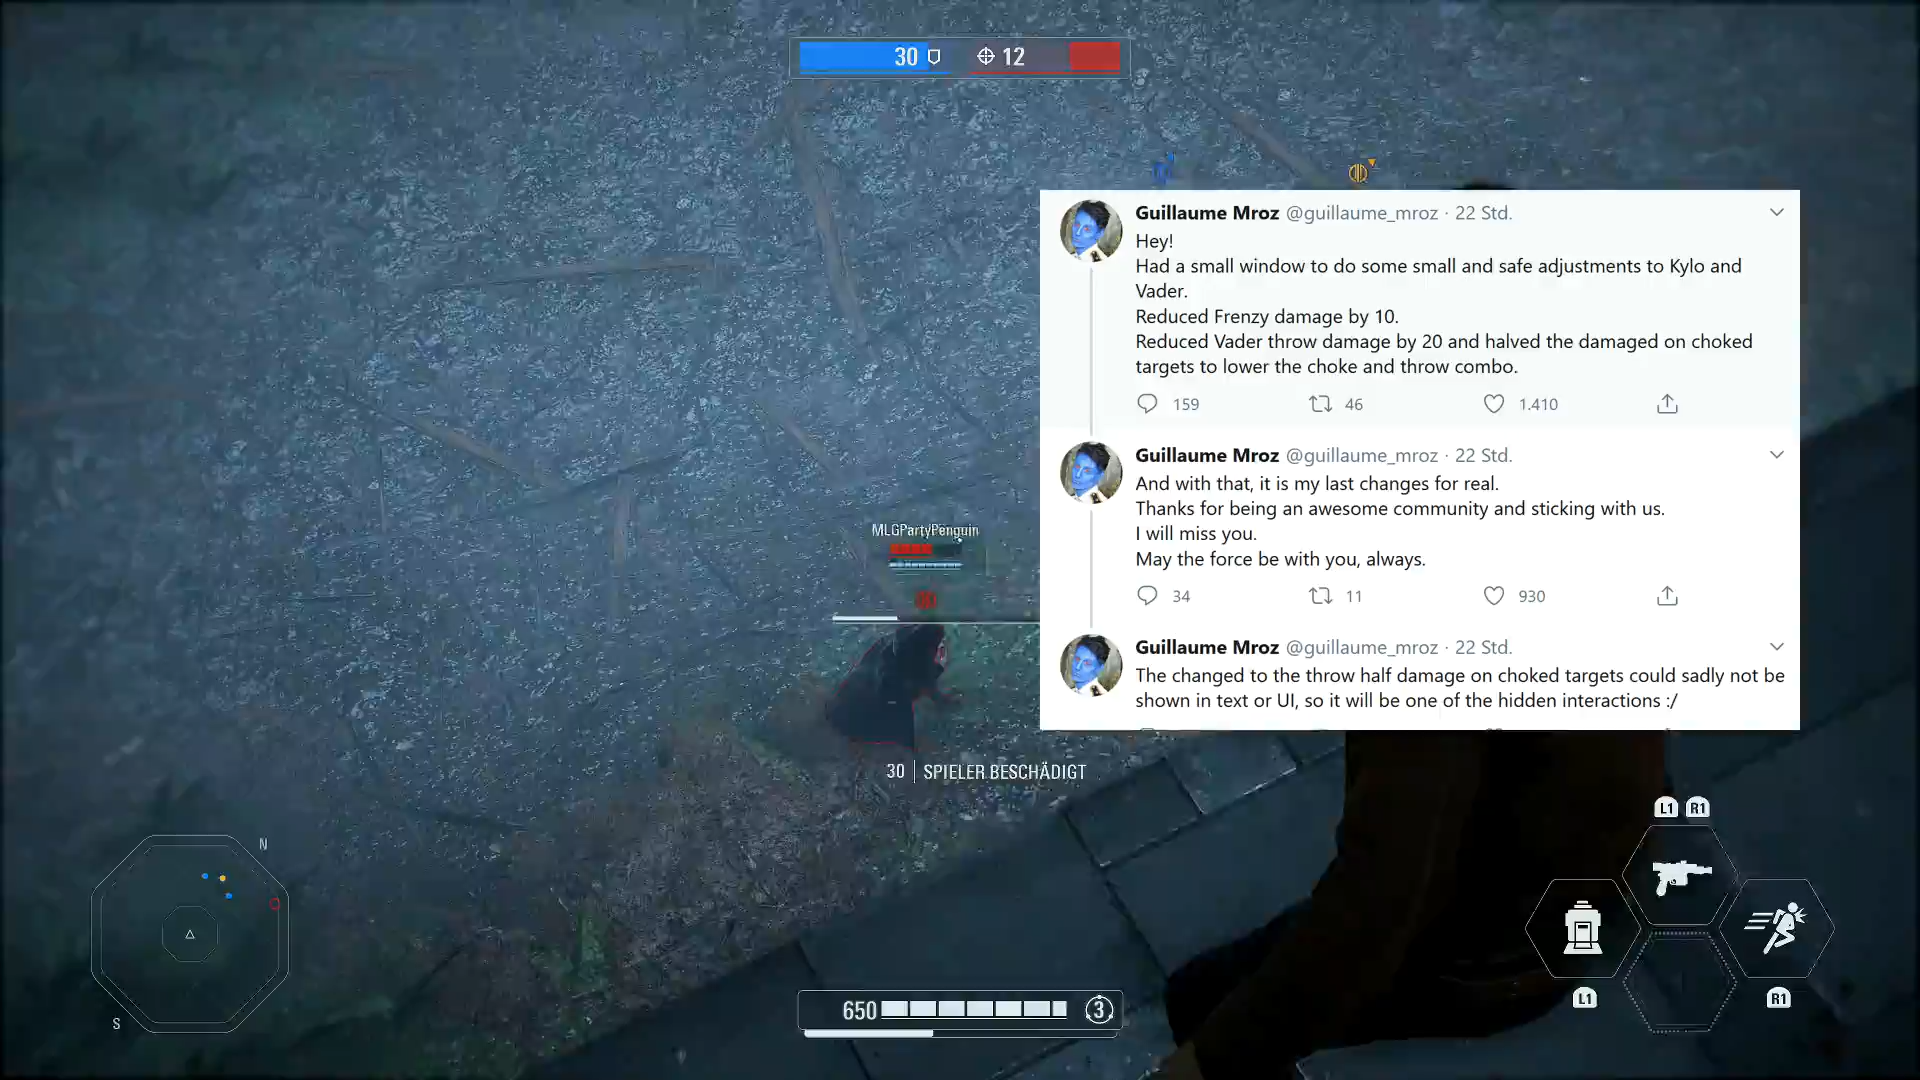 30 12
Guillaume Mroz @guillaume_mroz · 22 Std.
Hey!
Had a small window to do some small and safe adjustments to Kylo and
Vader.
Reduced Frenzy damage by 10.
Reduced Vader throw damage by 20 and halved the damaged on choked
targets to lower the choke and throw combo.
159 46 1.410
Guillaume Mroz @guillaume_mroz · 22 Std.
And with that, it is my last changes for real.
Thanks for being an awesome community and sticking with us.
I will miss you.
May the force be with you, always.
34 11 930
Guillaume Mroz @guillaume_mroz · 22 Std.
The changed to the throw half damage on choked targets could sadly not be
shown in text or UI, so it will be one of the hidden interactions :/
MLGPartyPenguin
30 | SPIELER BESCHÄDIGT
N
S
650 3
L1 R1
L1 R1